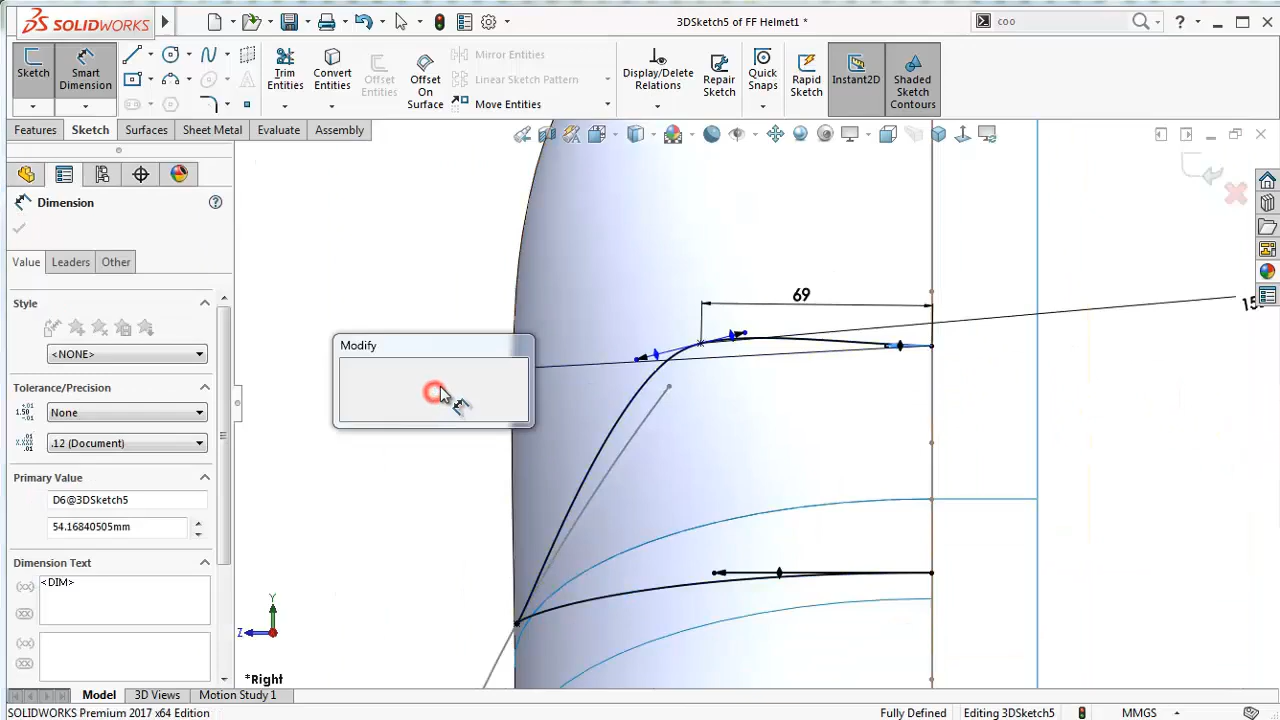 SOLIDWORKS
3DSketch5 of FF Helmet1 *
coo
Sketch
Smart Dimension
Trim Entities
Convert Entities
Offset Entities
Offset On Surface
Mirror Entities
Linear Sketch Pattern
Move Entities
Display/Delete Relations
Repair Sketch
Quick Snaps
Rapid Sketch
Instant2D
Shaded Sketch Contours
Features
Sketch
Surfaces
Sheet Metal
Evaluate
Assembly
Dimension
Value
Leaders
Other
Style
<NONE>
Tolerance/Precision
1.50
None
.12 (Document)
Primary Value
D6@3DSketch5
54.16840505mm
Dimension Text
<DIM>
Modify
69
Y
Z
*Right
Model
3D Views
Motion Study 1
SOLIDWORKS Premium 2017 x64 Edition
Fully Defined
Editing 3DSketch5
MMGS